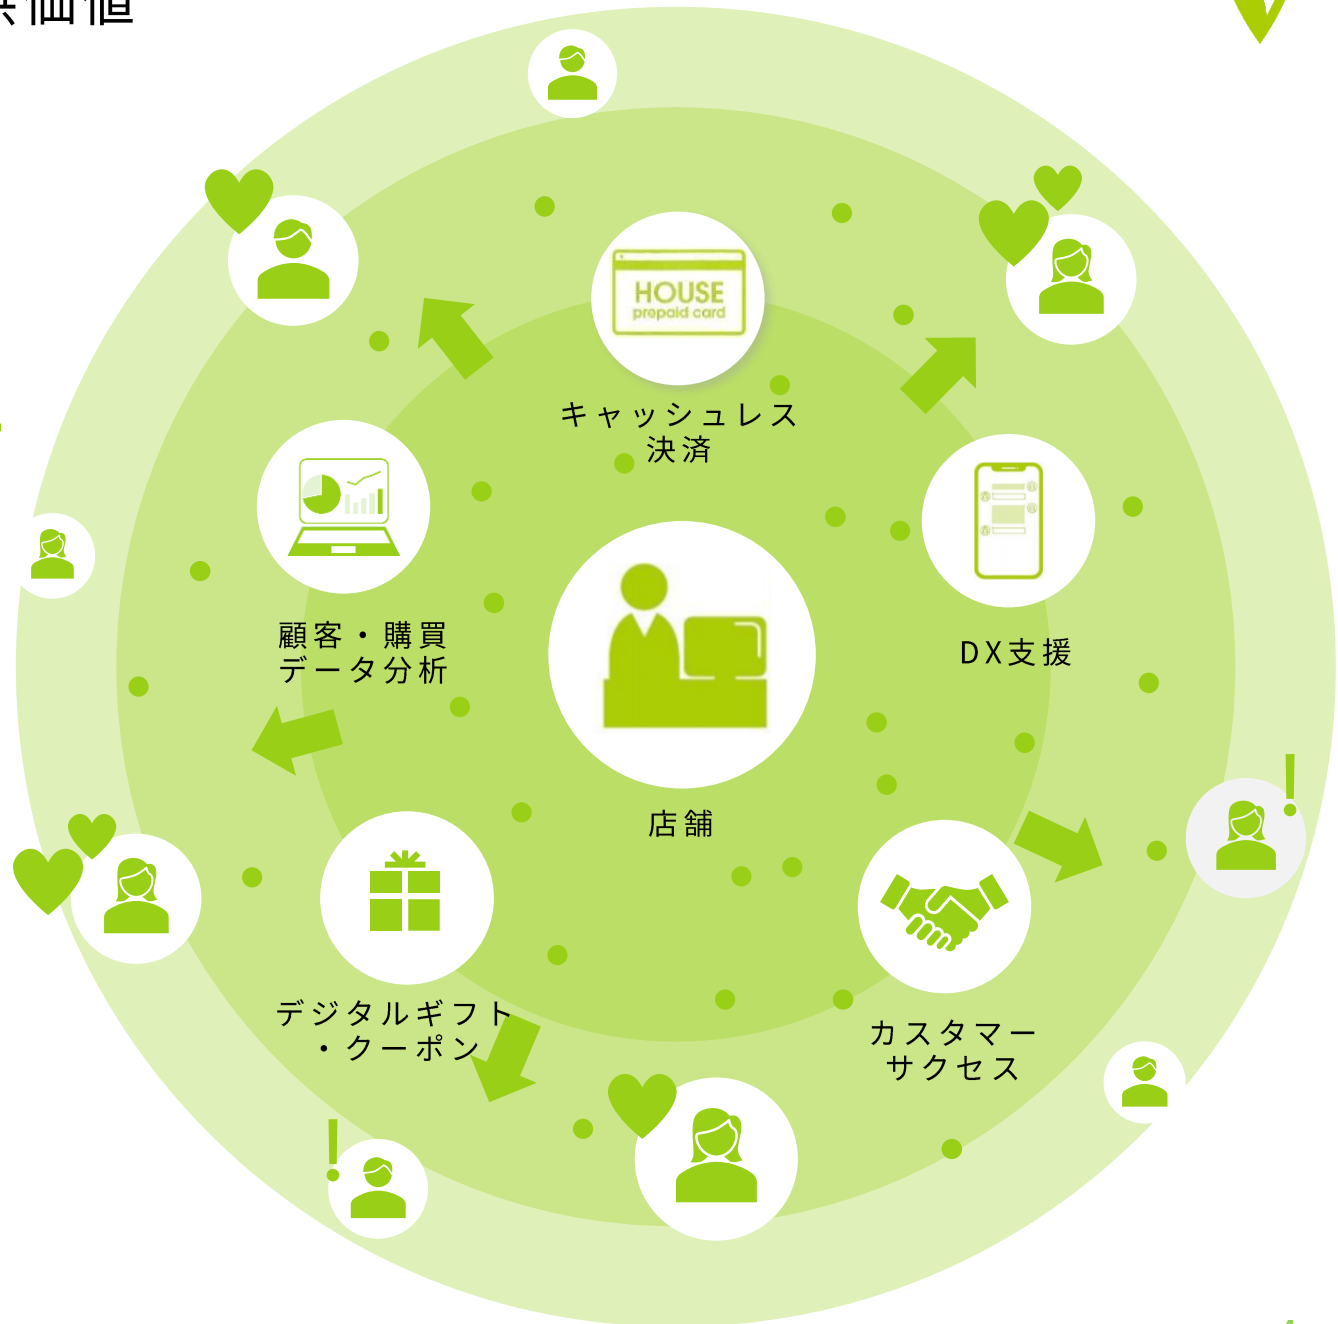 価値
HOUSE
prepaid card
キャッシュレス
決済
顧客・購買
データ分析
DX支援
店舗
デジタルギフト
・クーポン
カスタマー
サクセス
!
!